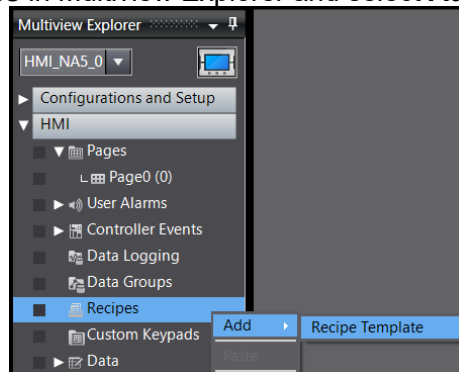 Multiview Explorer
HMI_NA5_0
Configurations and Setup
HMI
Pages
Page0 (0)
User Alarms
Controller Events
Data Logging
Data Groups
Recipes
Add
Recipe Template
Custom Keypads
Paste
Data